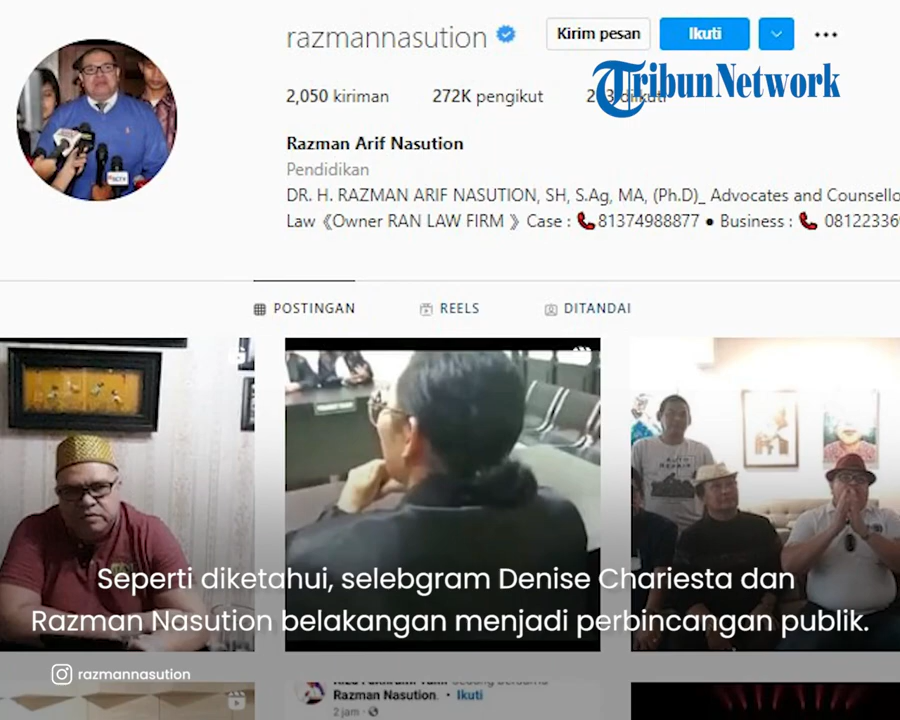 razmannasution
Kirim pesan
Ikuti
TribunNetwork
2,050 kiriman
272K pengikut
Razman Arif Nasution
Pendidikan
DR. H. RAZMAN ARIF NASUTION, SH, S.Ag, MA, (Ph.D)_ Advocates and Counsello
Law《Owner RAN LAW FIRM 》Case : 📞81374988877 ● Business : 📞 08122336
POSTINGAN
REELS
DITANDAI
Seperti diketahui, selebgram Denise Chariesta dan
Razman Nasution belakangan menjadi perbincangan publik.
razmannasution
Razman Nasution. • Ikuti
2 jam ·